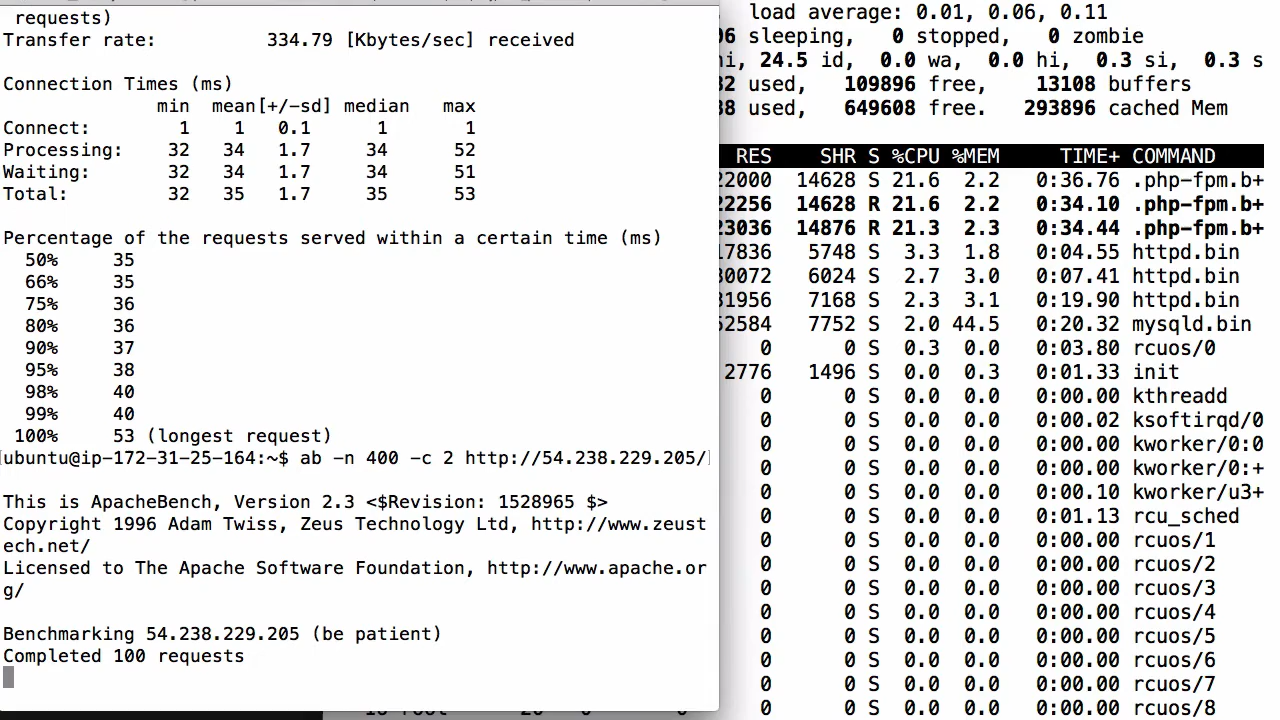 requests)
Transfer rate: 334.79 [Kbytes/sec] received
Connection Times (ms)
min mean[+/-sd] median max
Connect: 1 1 0.1 1 1
Processing: 32 34 1.7 34 52
Waiting: 32 34 1.7 34 51
Total: 32 35 1.7 35 53
Percentage of the requests served within a certain time (ms)
50% 35
66% 35
75% 36
80% 36
90% 37
95% 38
98% 40
99% 40
100% 53 (longest request)
ubuntu@ip-172-31-25-164:~$ ab -n 400 -c 2 http://54.238.229.205/
This is ApacheBench, Version 2.3 <$Revision: 1528965 $>
Copyright 1996 Adam Twiss, Zeus Technology Ltd, http://www.zeust
ech.net/
Licensed to The Apache Software Foundation, http://www.apache.or
g/
Benchmarking 54.238.229.205 (be patient)
Completed 100 requests
load average: 0.01, 0.06, 0.11
sleeping, 0 stopped, 0 zombie
24.5 id, 0.0 wa, 0.0 hi, 0.3 si, 0.3 s
used, 109896 free, 13108 buffers
used, 649608 free. 293896 cached Mem
RES SHR S %CPU %MEM TIME+ COMMAND
22000 14628 S 21.6 2.2 0:36.76 .php-fpm.b+
22256 14628 R 21.6 2.2 0:34.10 .php-fpm.b+
23036 14876 R 21.3 2.3 0:34.44 .php-fpm.b+
17836 5748 S 3.3 1.8 0:04.55 httpd.bin
30072 6024 S 2.7 3.0 0:07.41 httpd.bin
31956 7168 S 2.3 3.1 0:19.90 httpd.bin
52584 7752 S 2.0 44.5 0:20.32 mysqld.bin
0 0 S 0.3 0.0 0:03.80 rcuos/0
2776 1496 S 0.0 0.3 0:01.33 init
0 0 S 0.0 0.0 0:00.00 kthreadd
0 0 S 0.0 0.0 0:00.02 ksoftirqd/0
0 0 S 0.0 0.0 0:00.00 kworker/0:0
0 0 S 0.0 0.0 0:00.00 kworker/0:+
0 0 S 0.0 0.0 0:00.10 kworker/u3+
0 0 S 0.0 0.0 0:01.13 rcu_sched
0 0 S 0.0 0.0 0:00.00 rcuos/1
0 0 S 0.0 0.0 0:00.00 rcuos/2
0 0 S 0.0 0.0 0:00.00 rcuos/3
0 0 S 0.0 0.0 0:00.00 rcuos/4
0 0 S 0.0 0.0 0:00.00 rcuos/5
0 0 S 0.0 0.0 0:00.00 rcuos/6
0 0 S 0.0 0.0 0:00.00 rcuos/7
0 0 S 0.0 0.0 0:00.00 rcuos/8